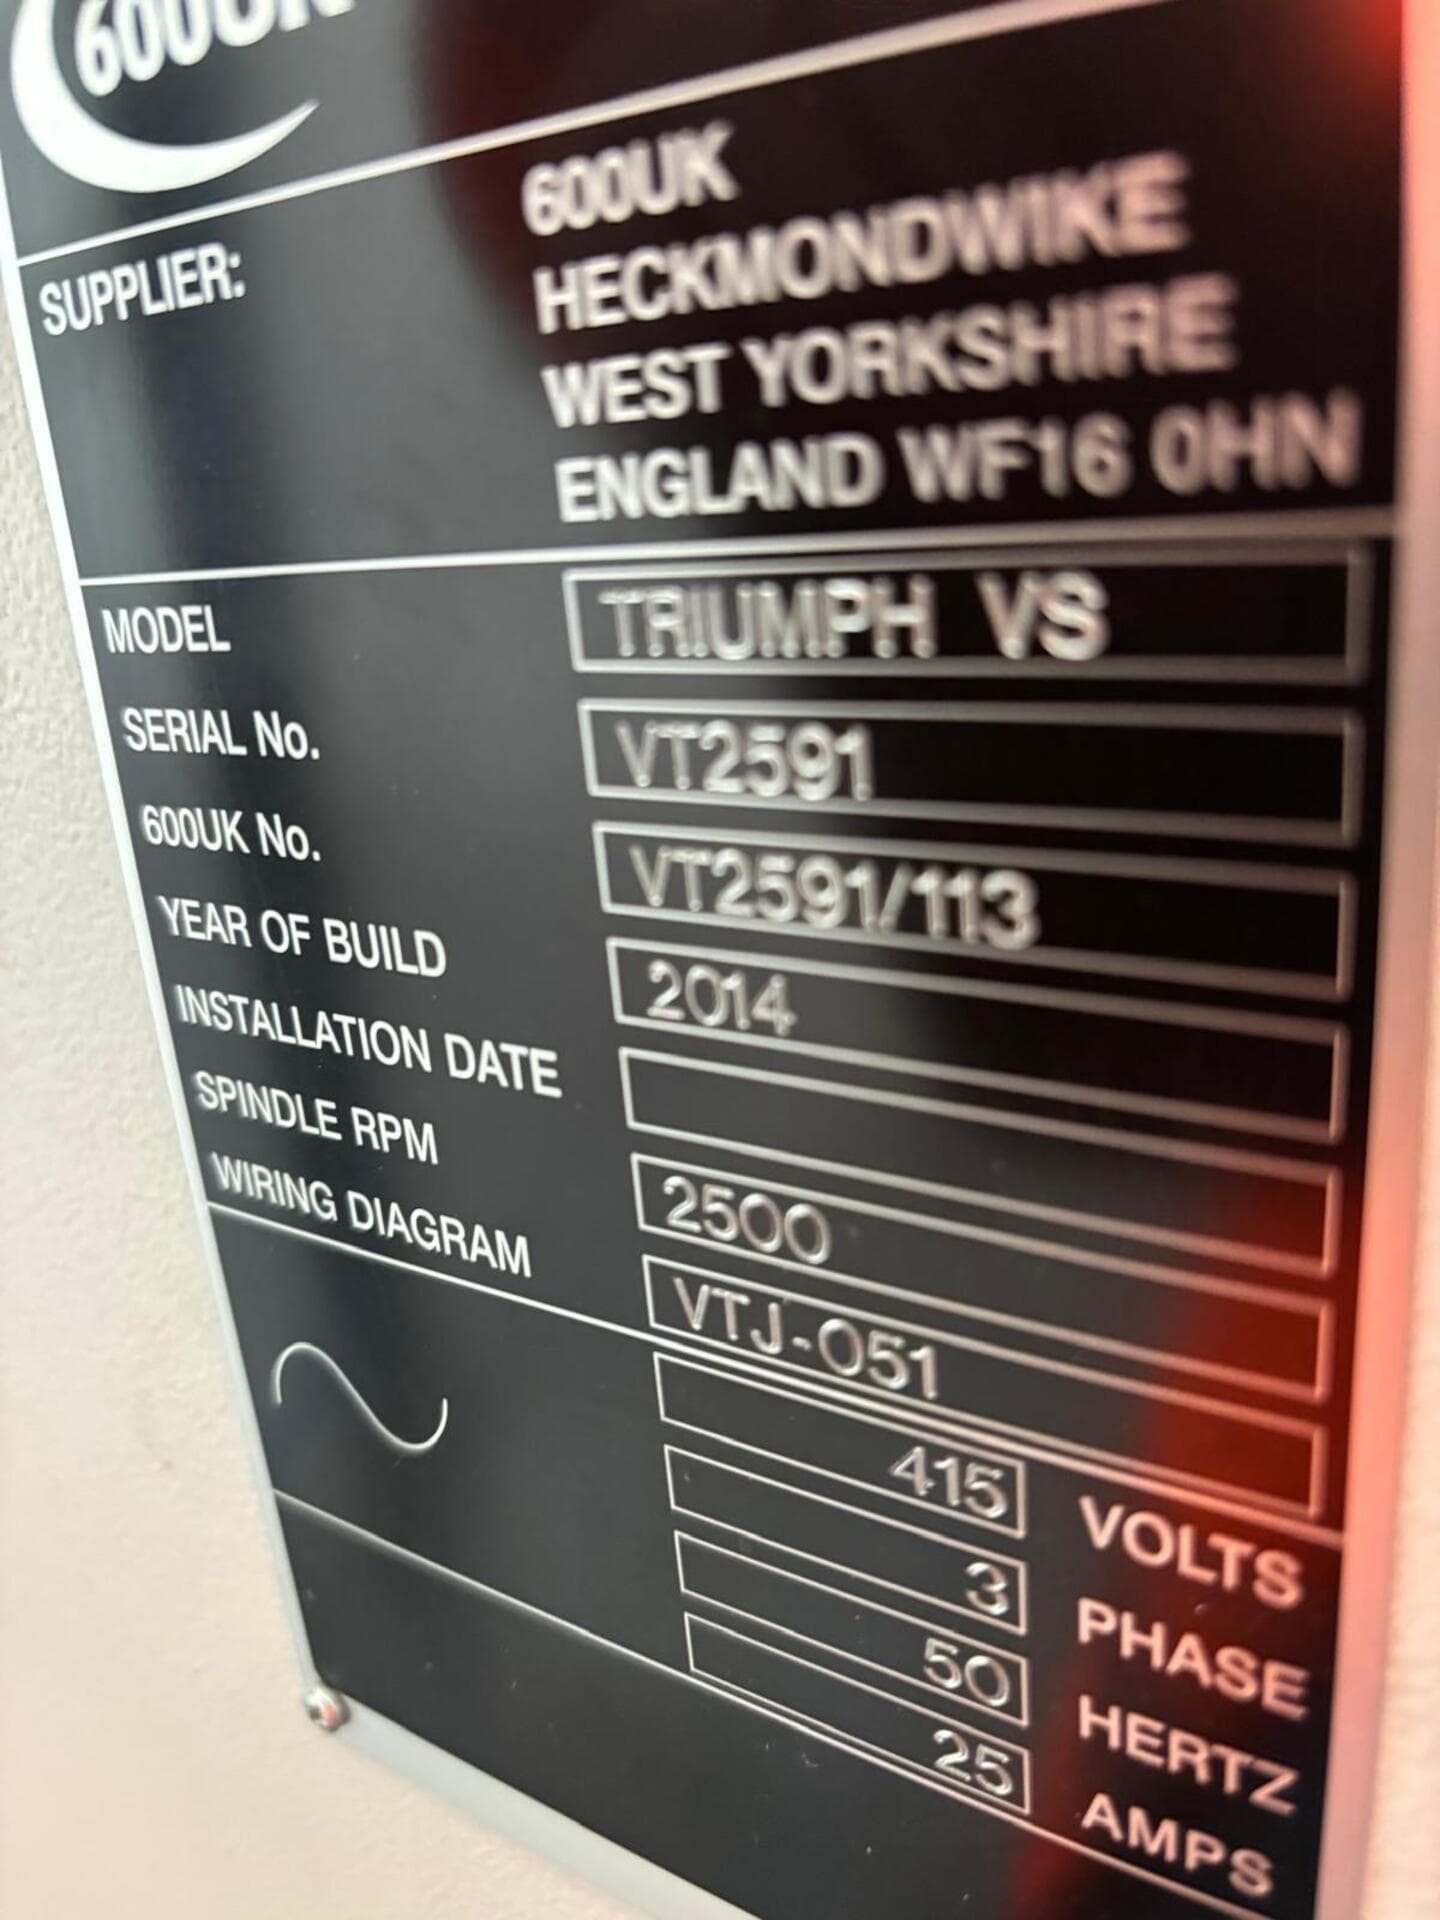 600UK
SUPPLIER:
600UK
HECKMONDWIKE
WEST YORKSHIRE
ENGLAND WF16 0HN
MODEL TRIUMPH VS
SERIAL No. VT2591
600UK No. VT2591/113
YEAR OF BUILD 2014
INSTALLATION DATE
SPINDLE RPM 2500
WIRING DIAGRAM VTJ-051
415 VOLTS
3 PHASE
50 HERTZ
25 AMPS